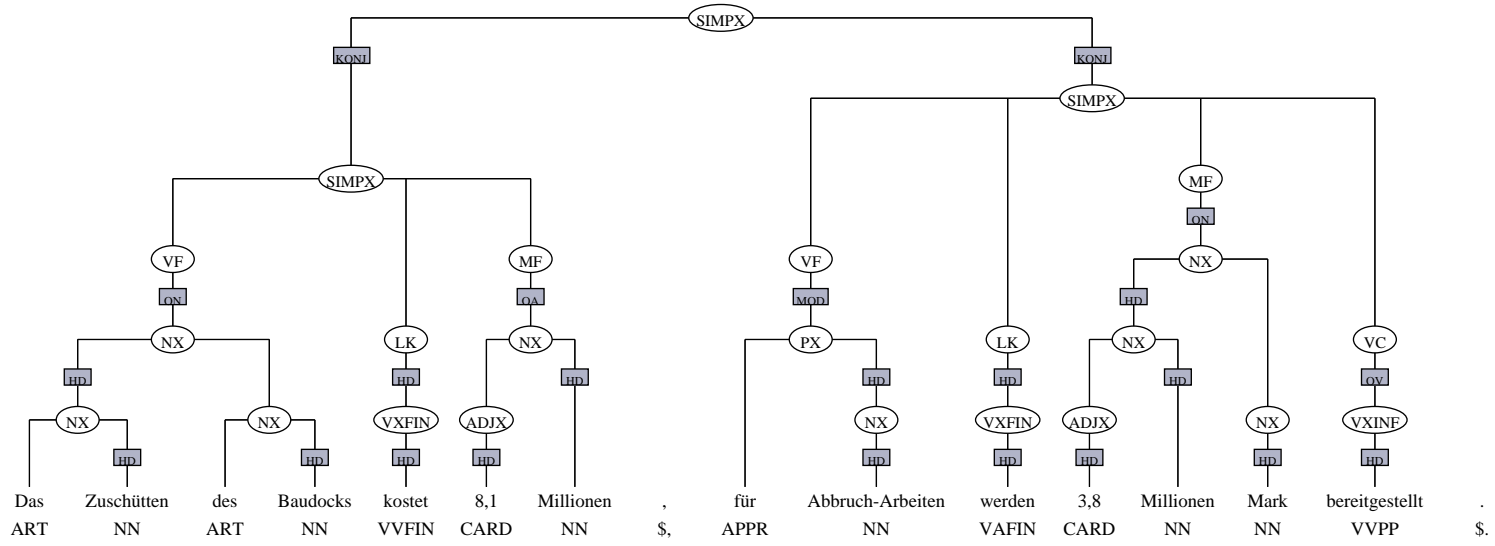 SIMPX
KONJ KONJ
SIMPX
SIMPX MF
ON
VF MF VF NX
ON OA MOD HD
NX LK NX PX LK NX VC
HD HD HD HD HD HD OV
NX NX VXFIN ADJX NX VXFIN ADJX NX VXINF
HD HD HD HD HD HD HD HD HD
Das Zuschütten des Baudocks kostet 8,1 Millionen , für Abbruch-Arbeiten werden 3,8 Millionen Mark bereitgestellt .
ART NN ART NN VVFIN CARD NN $, APPR NN VAFIN CARD NN NN VVPP $.